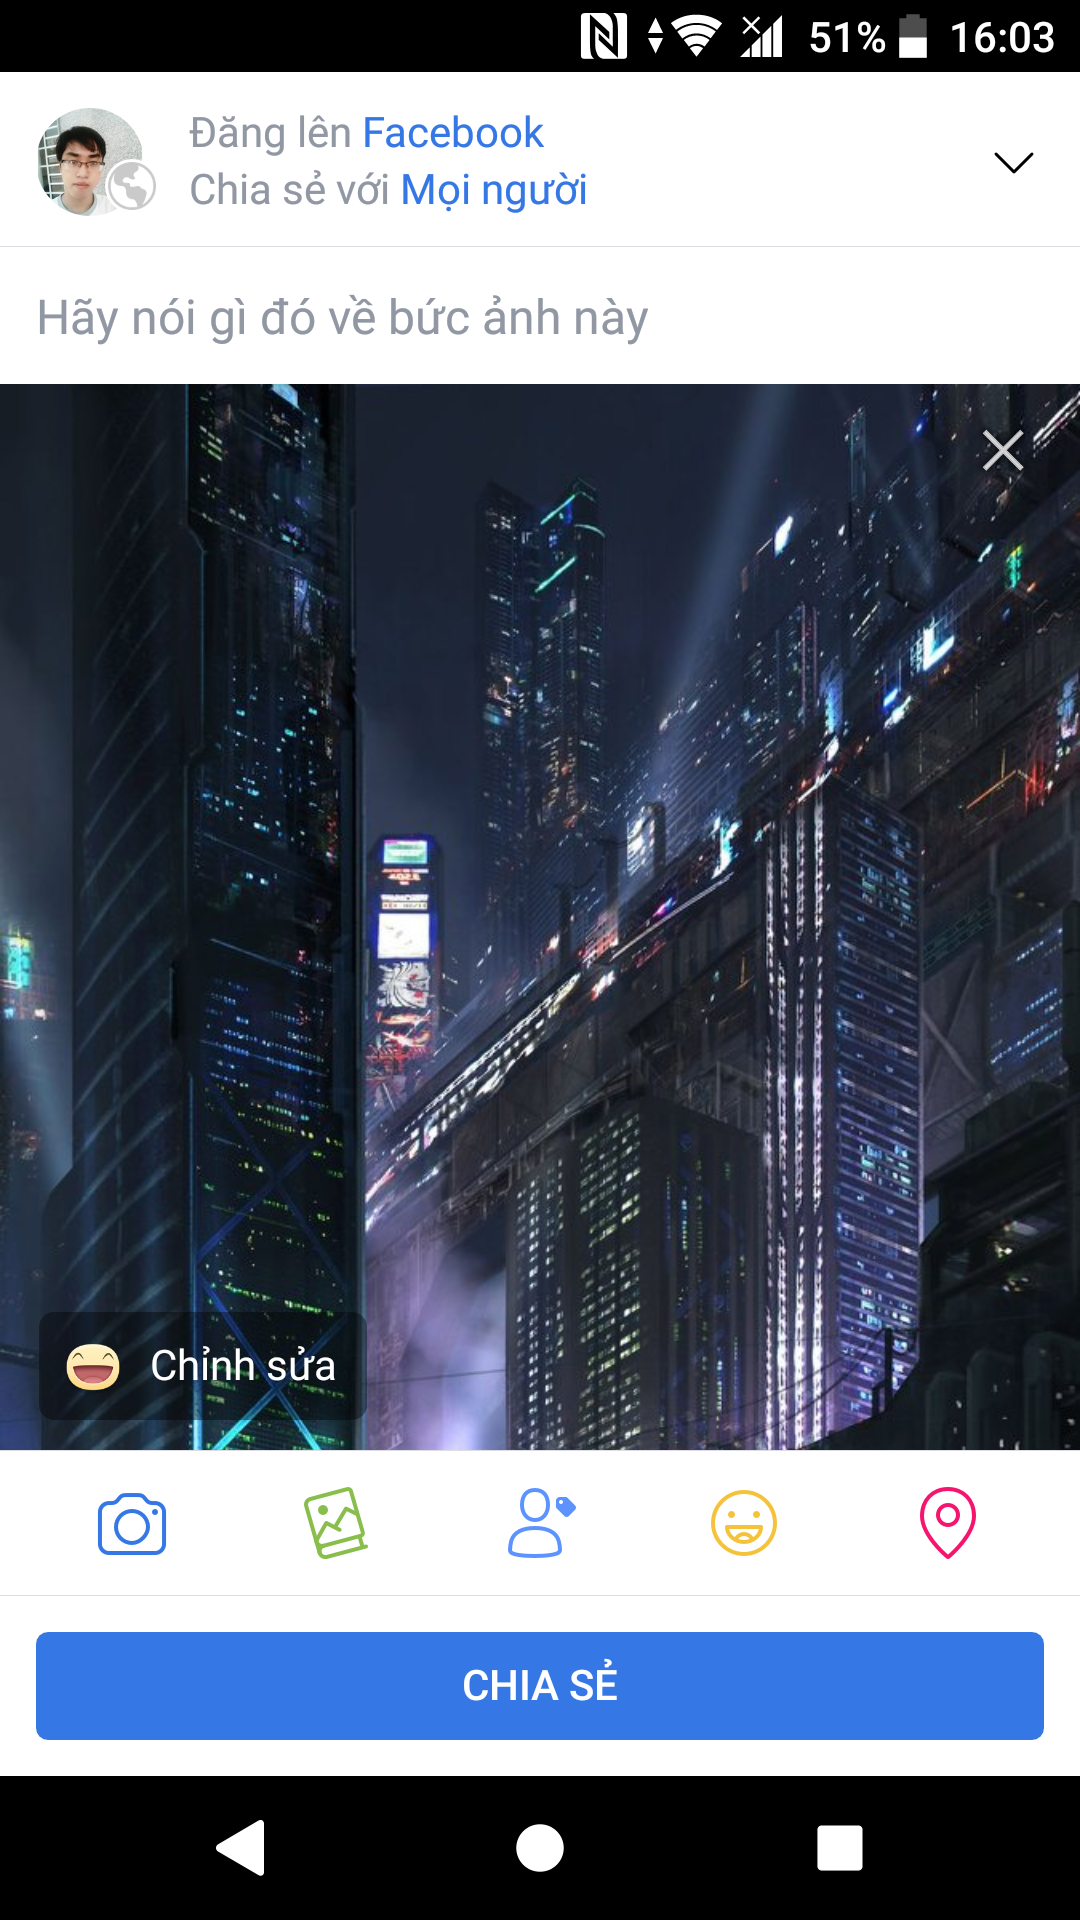 51% 16:03
Đăng lên Facebook
Chia sẻ với Mọi người
Hãy nói gì đó về bức ảnh này
Chỉnh sửa
CHIA SẺ